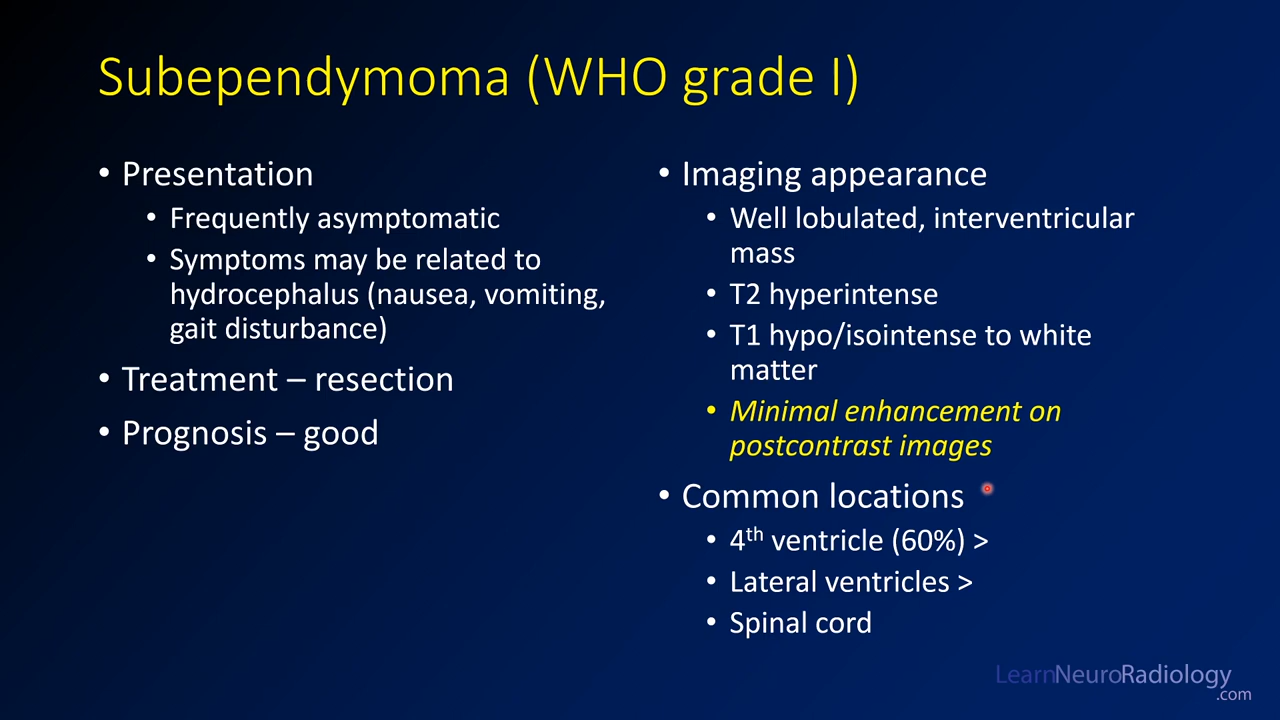 Subependymoma (WHO grade I)
• Presentation
• Frequently asymptomatic
• Symptoms may be related to
hydrocephalus (nausea, vomiting,
gait disturbance)
• Treatment – resection
• Prognosis – good
• Imaging appearance
• Well lobulated, interventricular
mass
• T2 hyperintense
• T1 hypo/isointense to white
matter
• Minimal enhancement on
postcontrast images
• Common locations
• 4th ventricle (60%) >
• Lateral ventricles >
• Spinal cord
LearnNeuroRadiology
.com